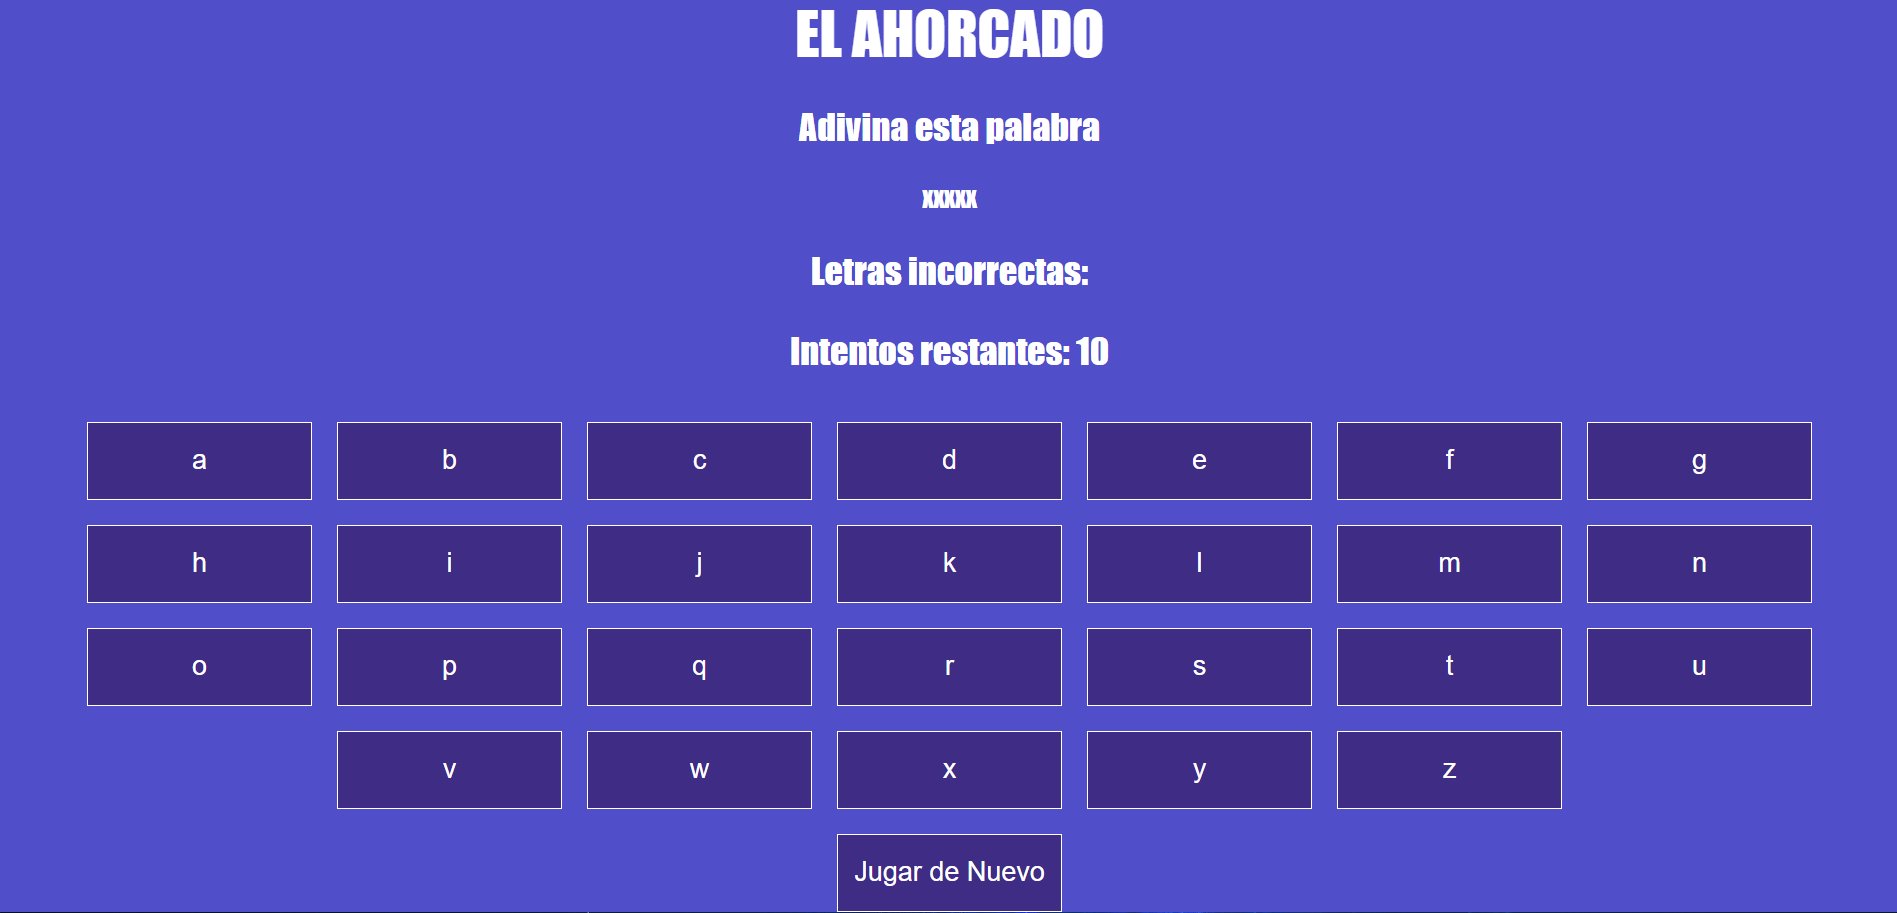 EL AHORCADO
Adivina esta palabra
xxxxx
Letras incorrectas:
Intentos restantes: 10
a b c d e f g
h i j k l m n
o p q r s t u
v w x y z
Jugar de Nuevo